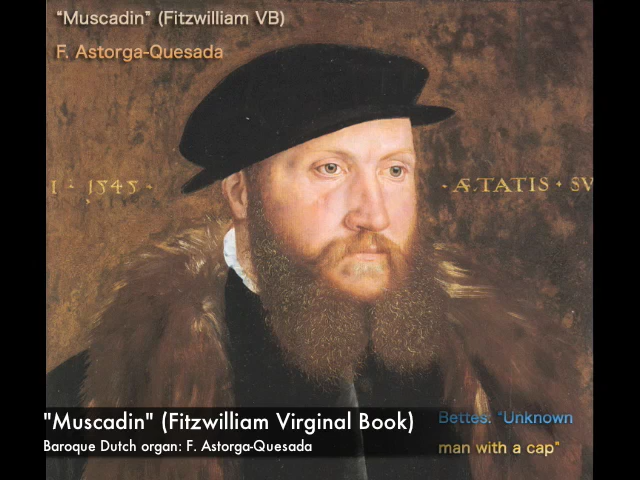 “Muscadin” (Fitzwilliam VB)
F. Astorga-Quesada
I · 1545 · · ÆTATIS · SV
"Muscadin" (Fitzwilliam Virginal Book)
Baroque Dutch organ: F. Astorga-Quesada
Bettes: “Unknown
man with a cap”